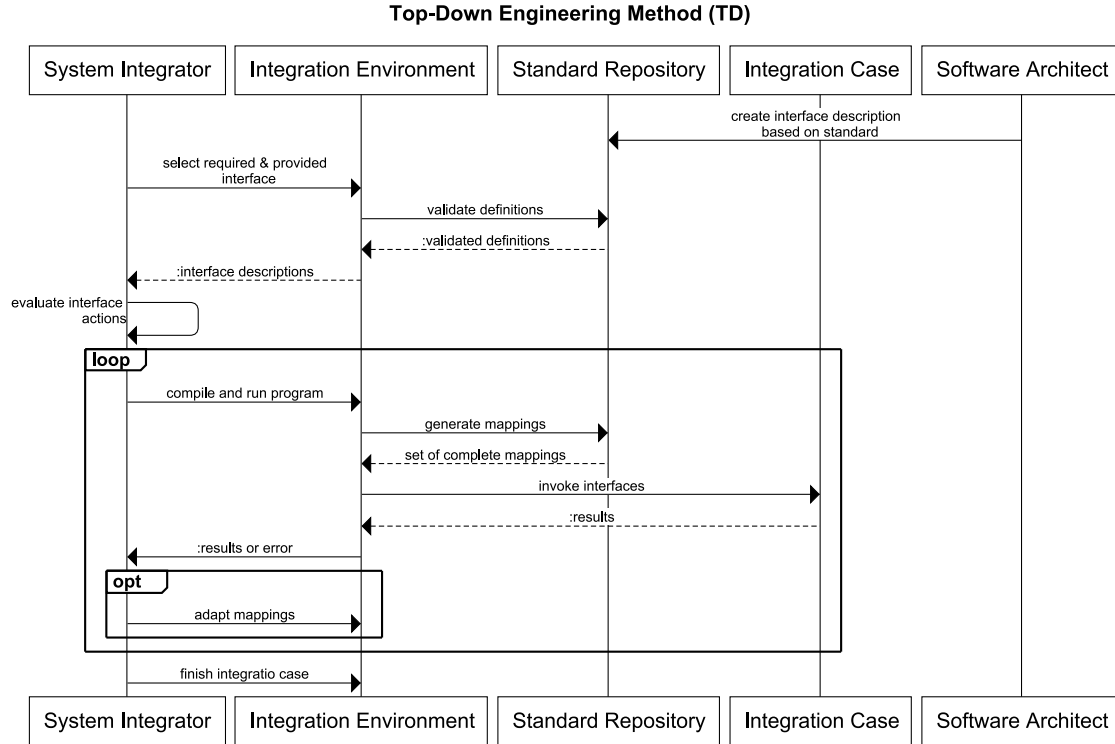 Top-Down Engineering Method (TD)
System Integrator
Integration Environment
Standard Repository
Integration Case
Software Architect
create interface description
based on standard
select required & provided
interface
validate definitions
:validated definitions
:interface descriptions
evaluate interface
actions
loop
compile and run program
generate mappings
set of complete mappings
invoke interfaces
:results
:results or error
opt
adapt mappings
finish integratio case
System Integrator
Integration Environment
Standard Repository
Integration Case
Software Architect